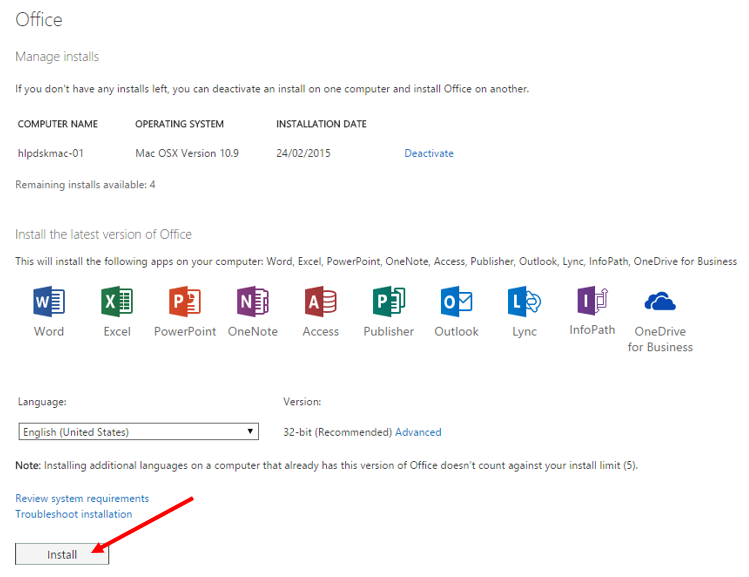 Office
Manage installs
If you don't have any installs left, you can deactivate an install on one computer and install Office on another.
COMPUTER NAME OPERATING SYSTEM INSTALLATION DATE
hlpdskmac-01 Mac OSX Version 10.9 24/02/2015 Deactivate
Remaining installs available: 4
Install the latest version of Office
This will install the following apps on your computer: Word, Excel, PowerPoint, OneNote, Access, Publisher, Outlook, Lync, InfoPath, OneDrive for Business
Word Excel PowerPoint OneNote Access Publisher Outlook Lync InfoPath OneDrive
for Business
Language: Version:
English (United States) 32-bit (Recommended) Advanced
Note: Installing additional languages on a computer that already has this version of Office doesn't count against your install limit (5).
Review system requirements
Troubleshoot installation
Install